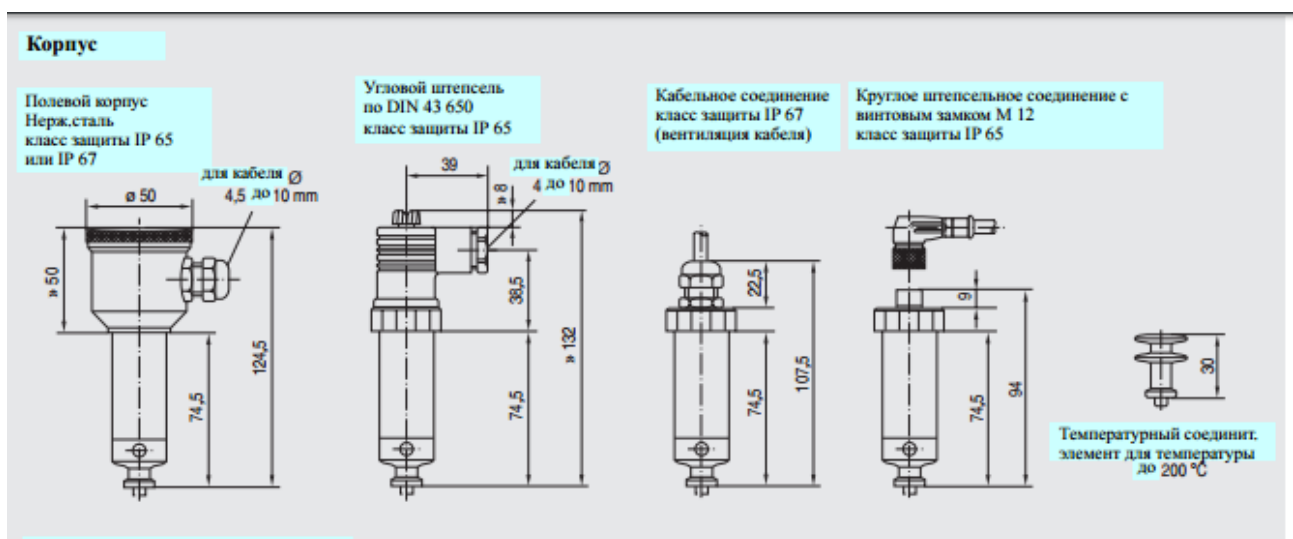 Корпус
Полевой корпус
Нерж.сталь
класс защиты IP 65
или IP 67
Угловой штепсель
по DIN 43 650
класс защиты IP 65
Кабельное соединение
класс защиты IP 67
(вентиляция кабеля)
Круглое штепсельное соединение с
винтовым замком М 12
класс защиты IP 65
для кабеля Ø
4,5 до 10 mm
ø 50
» 50
74,5
124,5
39
для кабеля Ø
4 до 10 mm
» 8
38,5
» 132
74,5
22,5
107,5
74,5
9
94
74,5
30
Температурный соединит.
элемент для температуры
до 200 °C